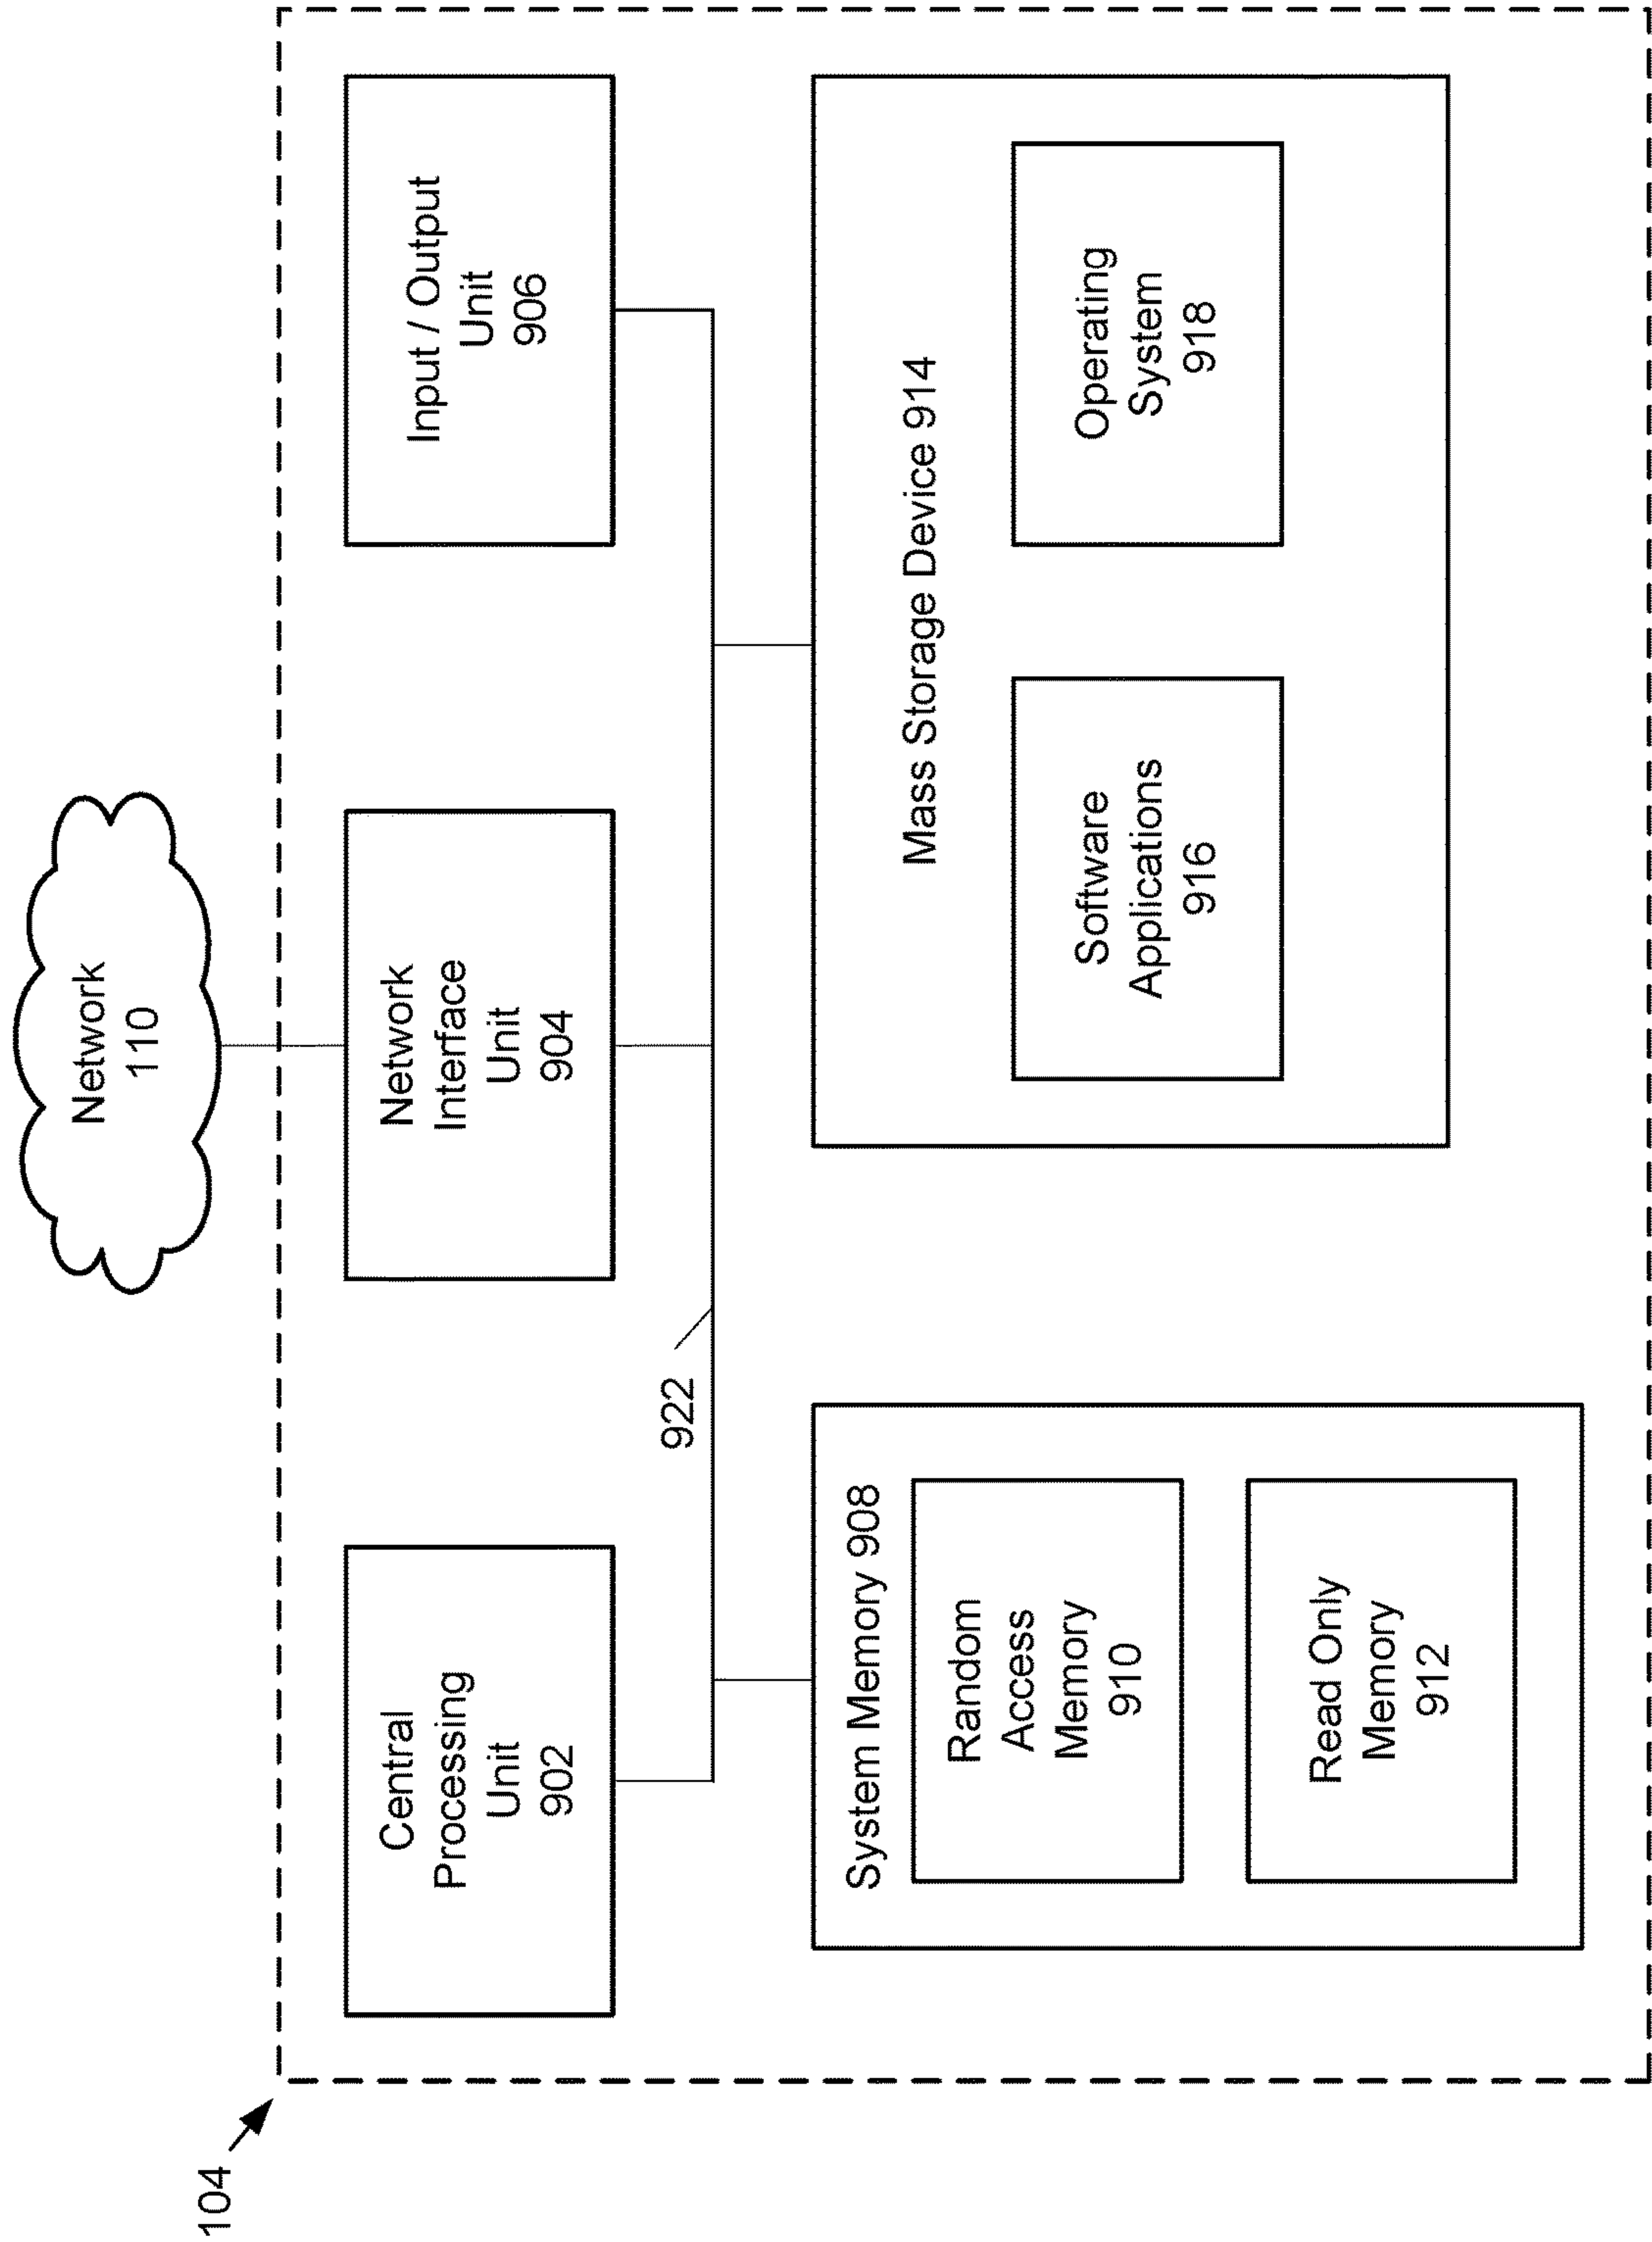 104
Network
110
Central
Processing
Unit
902
Network
Interface
Unit
904
Input / Output
Unit
906
922
System Memory 908
Random
Access
Memory
910
Read Only
Memory
912
Mass Storage Device 914
Software
Applications
916
Operating
System
918